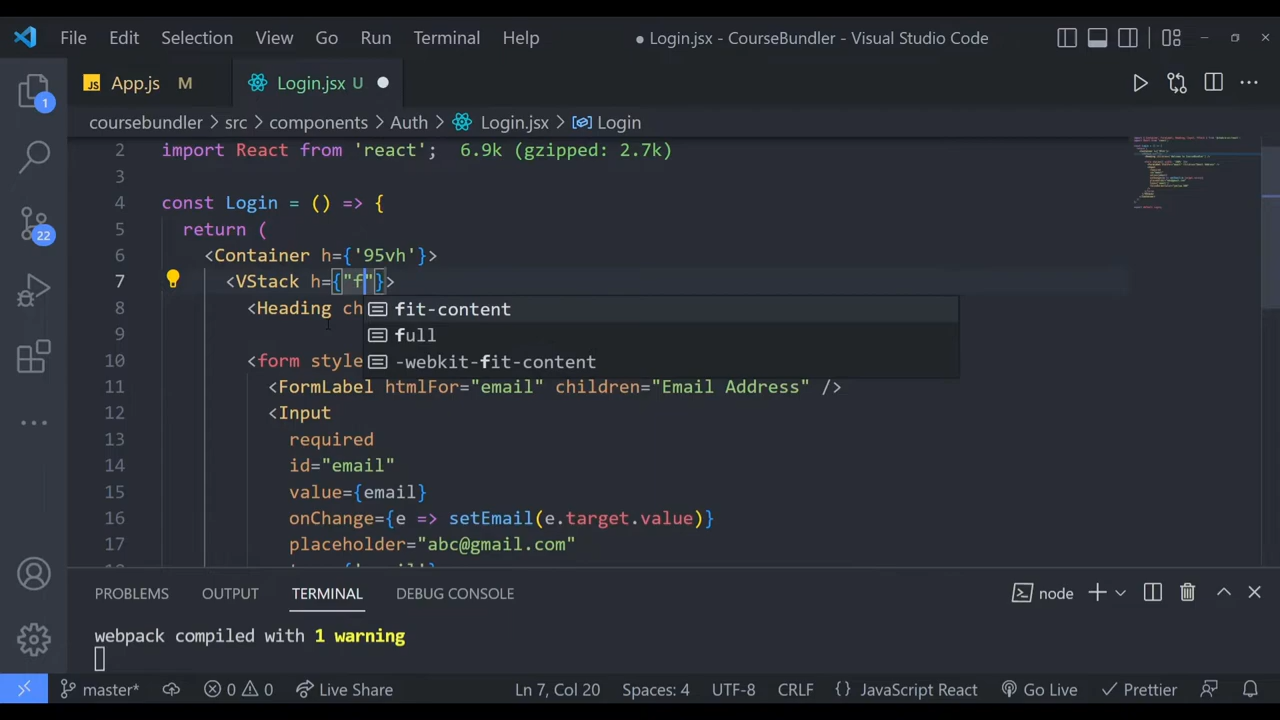 File Edit Selection View Go Run Terminal Help ● Login.jsx - CourseBundler - Visual Studio Code
JS App.js M Login.jsx U
coursebundler > src > components > Auth > Login.jsx > Login
2 import React from 'react'; 6.9k (gzipped: 2.7k)
3
4 const Login = () => {
5 return (
6 <Container h={'95vh'}>
7 <VStack h={"f"}>
8 <Heading ch
fit-content
9
full
10 <form style
-webkit-fit-content
11 <FormLabel htmlFor="email" children="Email Address" />
12 <Input
13 required
14 id="email"
15 value={email}
16 onChange={e => setEmail(e.target.value)}
17 placeholder="abc@gmail.com"
1
22
PROBLEMS OUTPUT TERMINAL DEBUG CONSOLE node
webpack compiled with 1 warning
master* 0 0 Live Share Ln 7, Col 20 Spaces: 4 UTF-8 CRLF {} JavaScript React Go Live Prettier